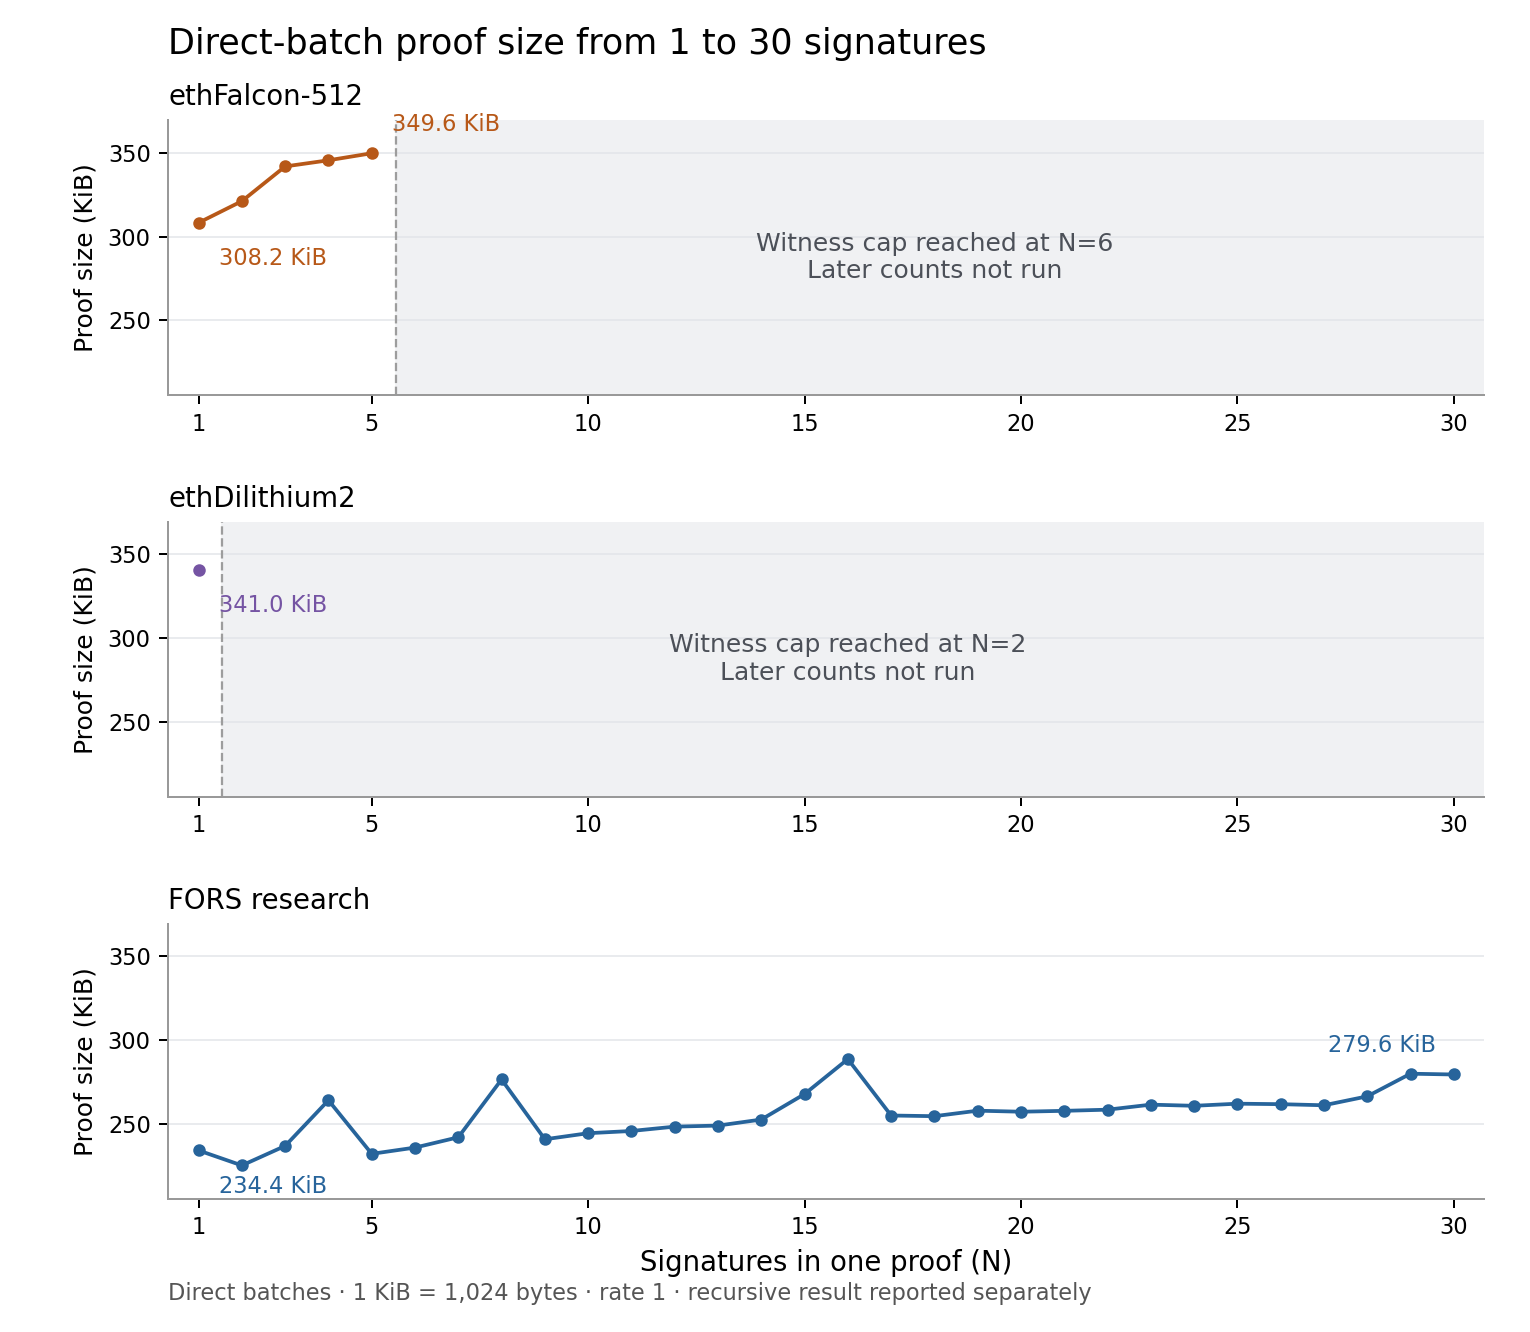 Direct-batch proof size from 1 to 30 signatures
ethFalcon-512
349.6 KiB
350
300
250
Proof size (KiB)
308.2 KiB
Witness cap reached at N=6
Later counts not run
1 5 10 15 20 25 30
ethDilithium2
350
300
250
Proof size (KiB)
341.0 KiB
Witness cap reached at N=2
Later counts not run
1 5 10 15 20 25 30
FORS research
350
300
250
Proof size (KiB)
279.6 KiB
234.4 KiB
1 5 10 15 20 25 30
Signatures in one proof (N)
Direct batches · 1 KiB = 1,024 bytes · rate 1 · recursive result reported separately